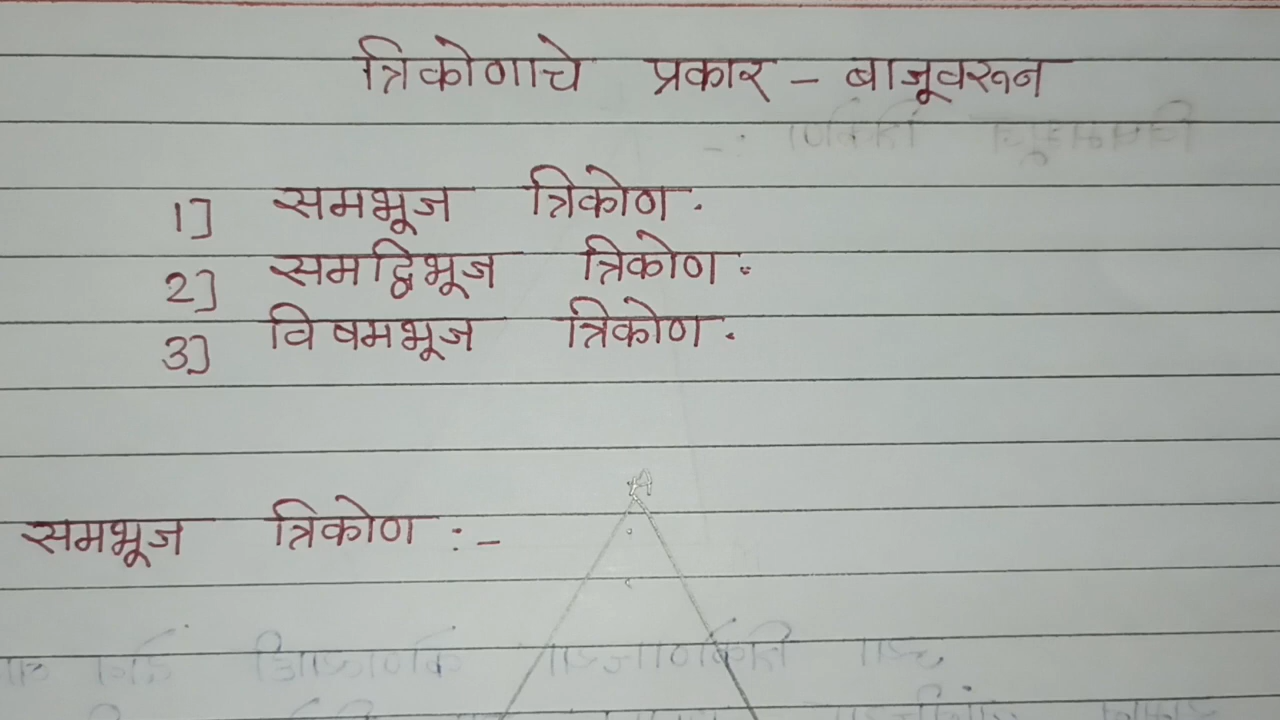 त्रिकोणाचे प्रकार - बाजूवरून
1] समभूज त्रिकोण.
2] समद्विभूज त्रिकोण.
3] विषमभूज त्रिकोण.
A
समभूज त्रिकोण :-